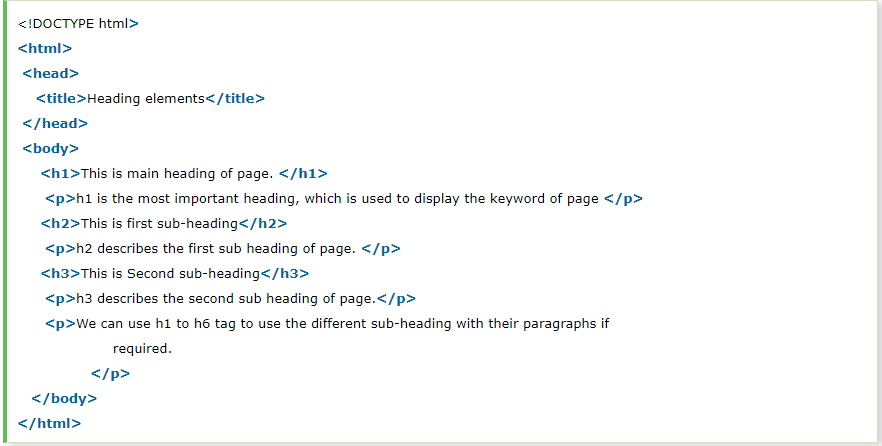 <!DOCTYPE html>
<html>
<head>
<title>Heading elements</title>
</head>
<body>
<h1>This is main heading of page. </h1>
<p>h1 is the most important heading, which is used to display the keyword of page </p>
<h2>This is first sub-heading</h2>
<p>h2 describes the first sub heading of page. </p>
<h3>This is Second sub-heading</h3>
<p>h3 describes the second sub heading of page.</p>
<p>We can use h1 to h6 tag to use the different sub-heading with their paragraphs if
required.
</p>
</body>
</html>